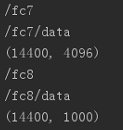 /fc7
/fc7/data
(14400, 4096)
/fc8
/fc8/data
(14400, 1000)